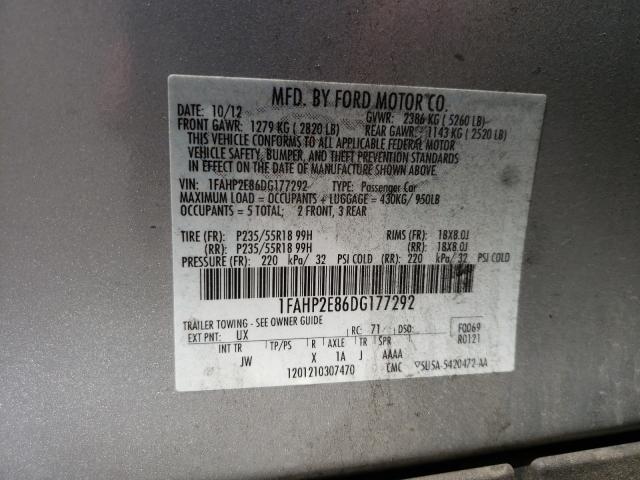 MFD. BY FORD MOTOR CO.
DATE: 10/12 GVWR: 2386 KG ( 5260 LB)
FRONT GAWR: 1279 KG ( 2820 LB) REAR GAWR: 1143 KG ( 2520 LB)
THIS VEHICLE CONFORMS TO ALL APPLICABLE FEDERAL MOTOR
VEHICLE SAFETY, BUMPER, AND THEFT PREVENTION STANDARDS
IN EFFECT ON THE DATE OF MANUFACTURE SHOWN ABOVE.
VIN: 1FAHP2E86DG177292 TYPE: Passenger Car
MAXIMUM LOAD = OCCUPANTS + LUGGAGE = 430KG/ 950LB
OCCUPANTS = 5 TOTAL; 2 FRONT, 3 REAR
TIRE (FR): P235/55R18 99H RIMS (FR): 18X8.0J
(RR): P235/55R18 99H (RR): 18X8.0J
PRESSURE (FR): 220 kPa/ 32 PSI COLD (RR): 220 kPa/ 32 PSI COLD
1FAHP2E86DG177292
TRAILER TOWING - SEE OWNER GUIDE
EXT PNT: UX RC: 71 DSO: F0069
R0121
INT TR TP/PS R AXLE TR SPR
JW X 1A J AAAA
1201210307470 CMC 5U5A-5420472-AA